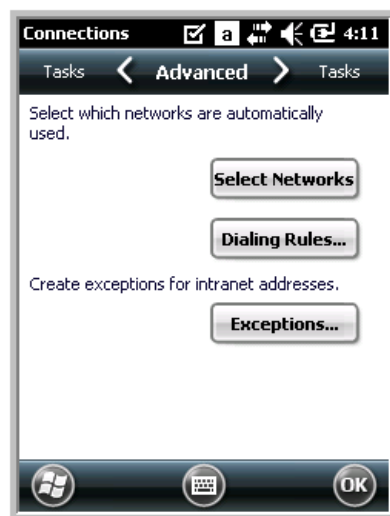 Connections a 4:11
Tasks Advanced Tasks
Select which networks are automatically
used.
Select Networks
Dialing Rules...
Create exceptions for intranet addresses.
Exceptions...
OK